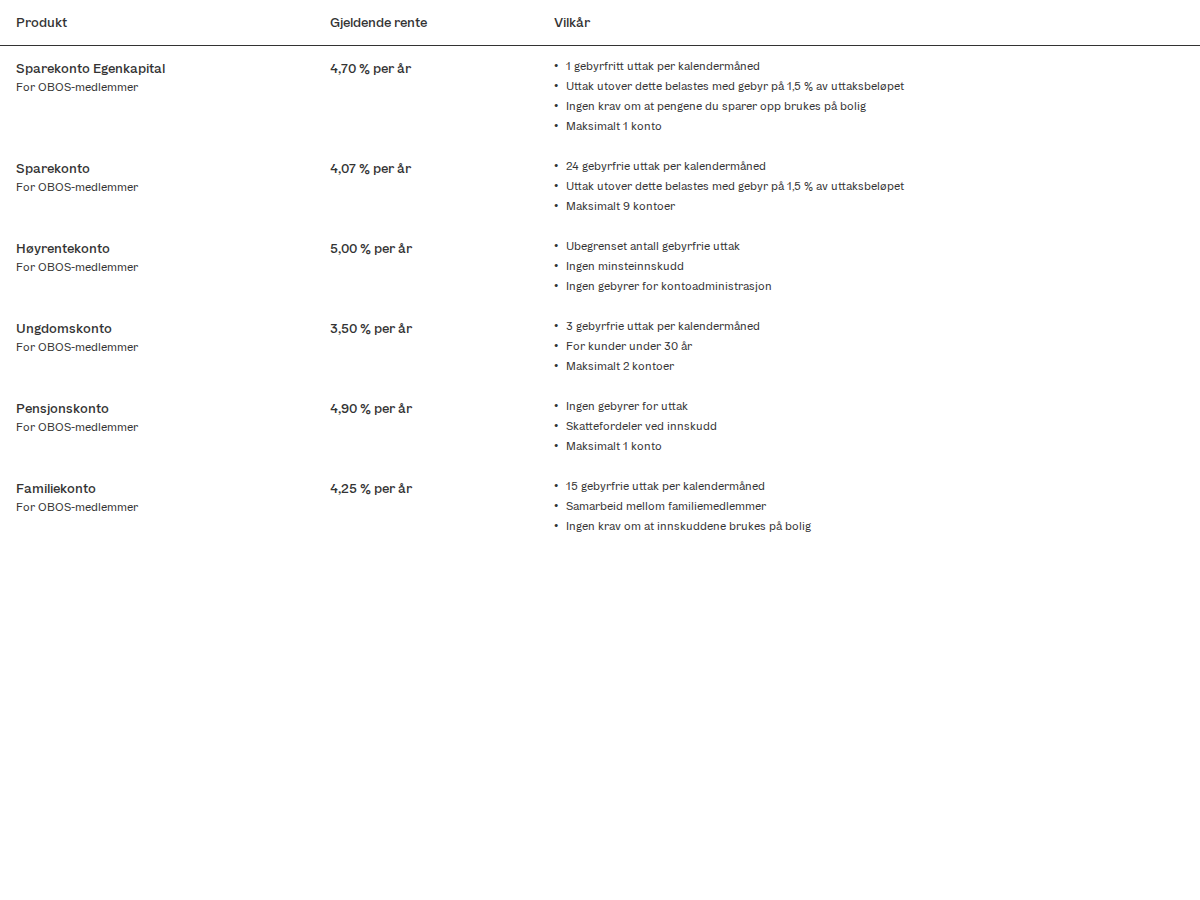 Produkt Gjeldende rente Vilkår
Sparekonto Egenkapital 4,70 % per år
For OBOS-medlemmer
• 1 gebyrfritt uttak per kalendermåned
• Uttak utover dette belastes med gebyr på 1,5 % av uttaksbeløpet
• Ingen krav om at pengene du sparer opp brukes på bolig
• Maksimalt 1 konto
Sparekonto 4,07 % per år
For OBOS-medlemmer
• 24 gebyrfrie uttak per kalendermåned
• Uttak utover dette belastes med gebyr på 1,5 % av uttaksbeløpet
• Maksimalt 9 kontoer
Høyrentekonto 5,00 % per år
For OBOS-medlemmer
• Ubegrenset antall gebyrfrie uttak
• Ingen minsteinnskudd
• Ingen gebyrer for kontoadministrasjon
Ungdomskonto 3,50 % per år
For OBOS-medlemmer
• 3 gebyrfrie uttak per kalendermåned
• For kunder under 30 år
• Maksimalt 2 kontoer
Pensjonskonto 4,90 % per år
For OBOS-medlemmer
• Ingen gebyrer for uttak
• Skattefordeler ved innskudd
• Maksimalt 1 konto
Familiekonto 4,25 % per år
For OBOS-medlemmer
• 15 gebyrfrie uttak per kalendermåned
• Samarbeid mellom familiemedlemmer
• Ingen krav om at innskuddene brukes på bolig